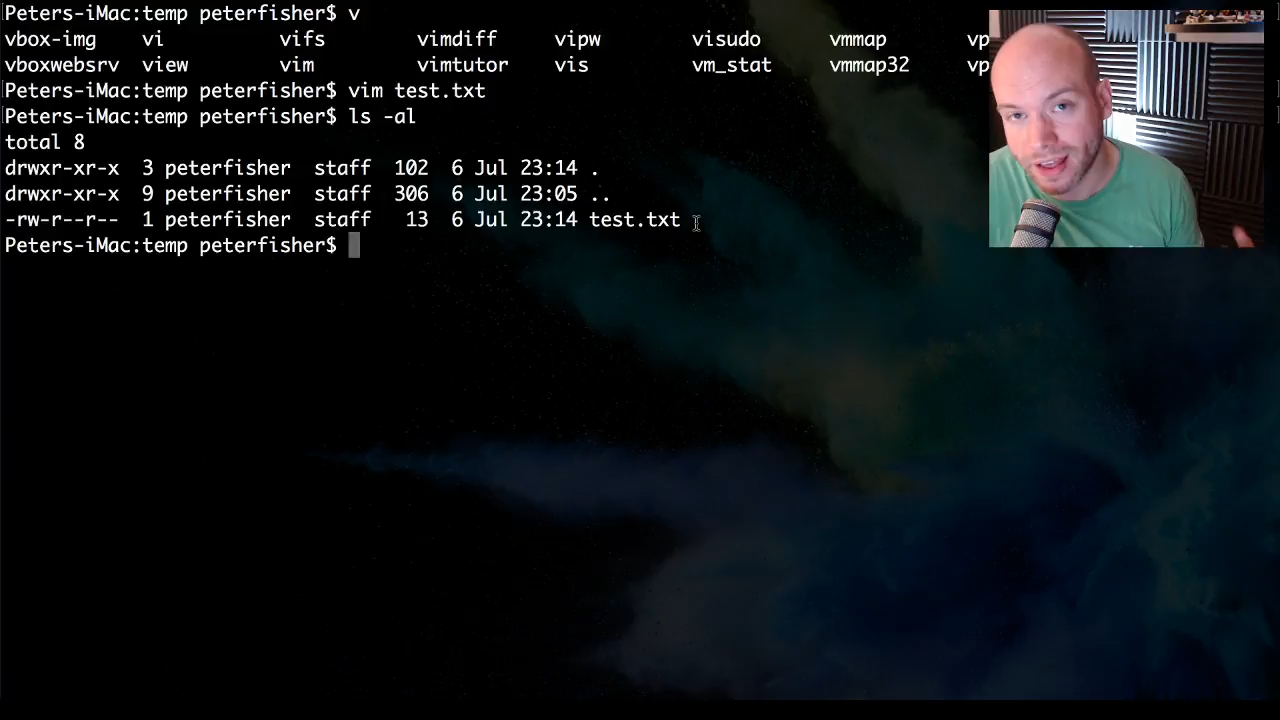 Peters-iMac:temp peterfisher$ v
vbox-img vi vifs vimdiff vipw visudo vmmap vp
vboxwebsrv view vim vimtutor vis vm_stat vmmap32 vp
Peters-iMac:temp peterfisher$ vim test.txt
Peters-iMac:temp peterfisher$ ls -al
total 8
drwxr-xr-x 3 peterfisher staff 102 6 Jul 23:14 .
drwxr-xr-x 9 peterfisher staff 306 6 Jul 23:05 ..
-rw-r--r-- 1 peterfisher staff 13 6 Jul 23:14 test.txt
Peters-iMac:temp peterfisher$